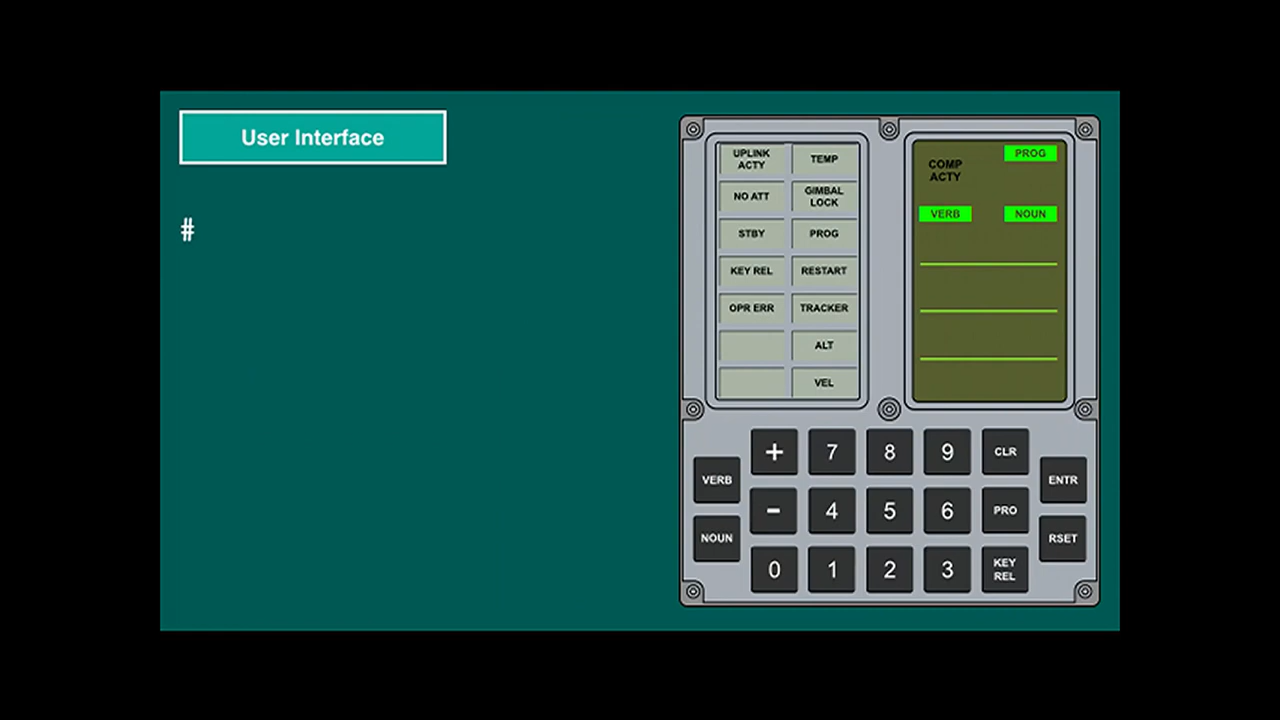 User Interface
#
UPLINK
ACTY
TEMP
NO ATT
GIMBAL
LOCK
STBY
PROG
KEY REL
RESTART
OPR ERR
TRACKER
ALT
VEL
COMP
ACTY
PROG
VERB
NOUN
VERB
NOUN
+
7
8
9
CLR
-
4
5
6
PRO
0
1
2
3
KEY
REL
ENTR
RSET